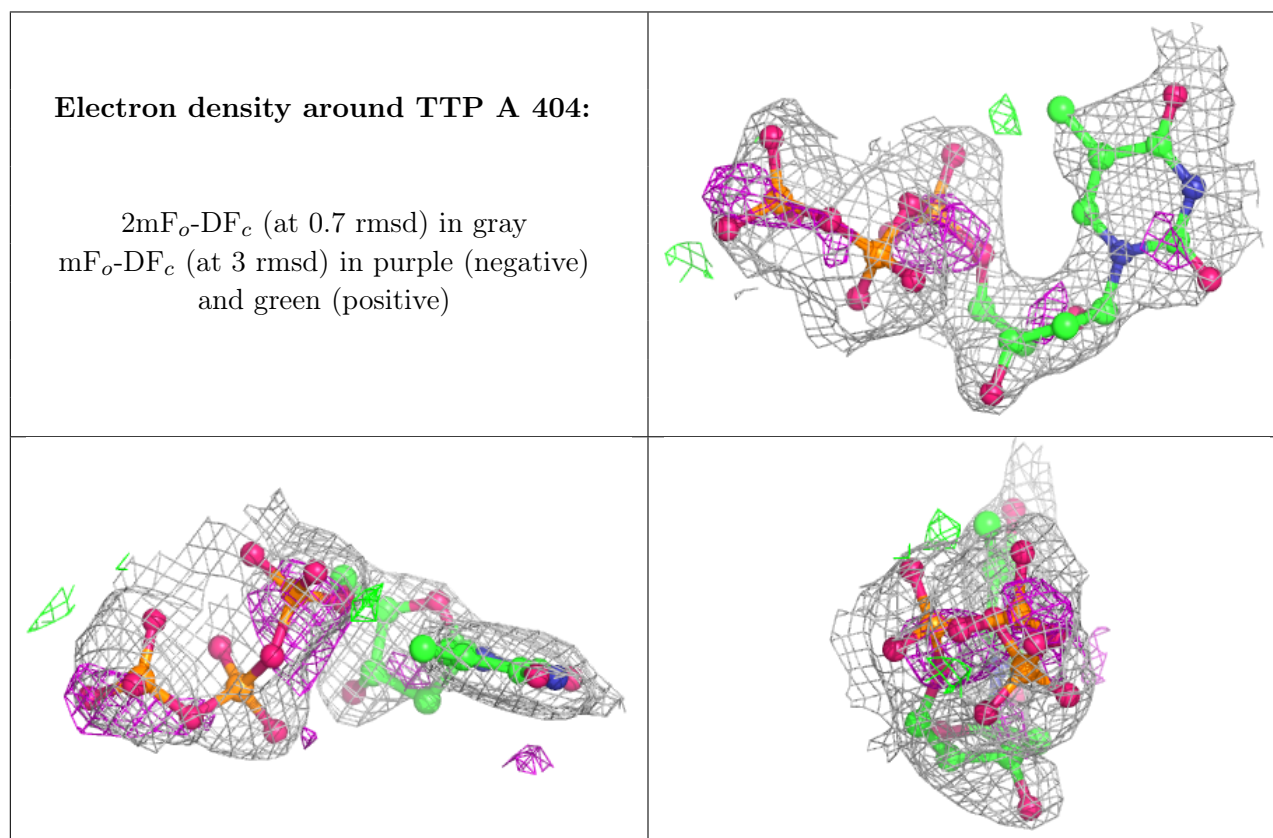 Electron density around TTP A 404:
2mFo-DFc (at 0.7 rmsd) in gray
mFo-DFc (at 3 rmsd) in purple (negative)
and green (positive)